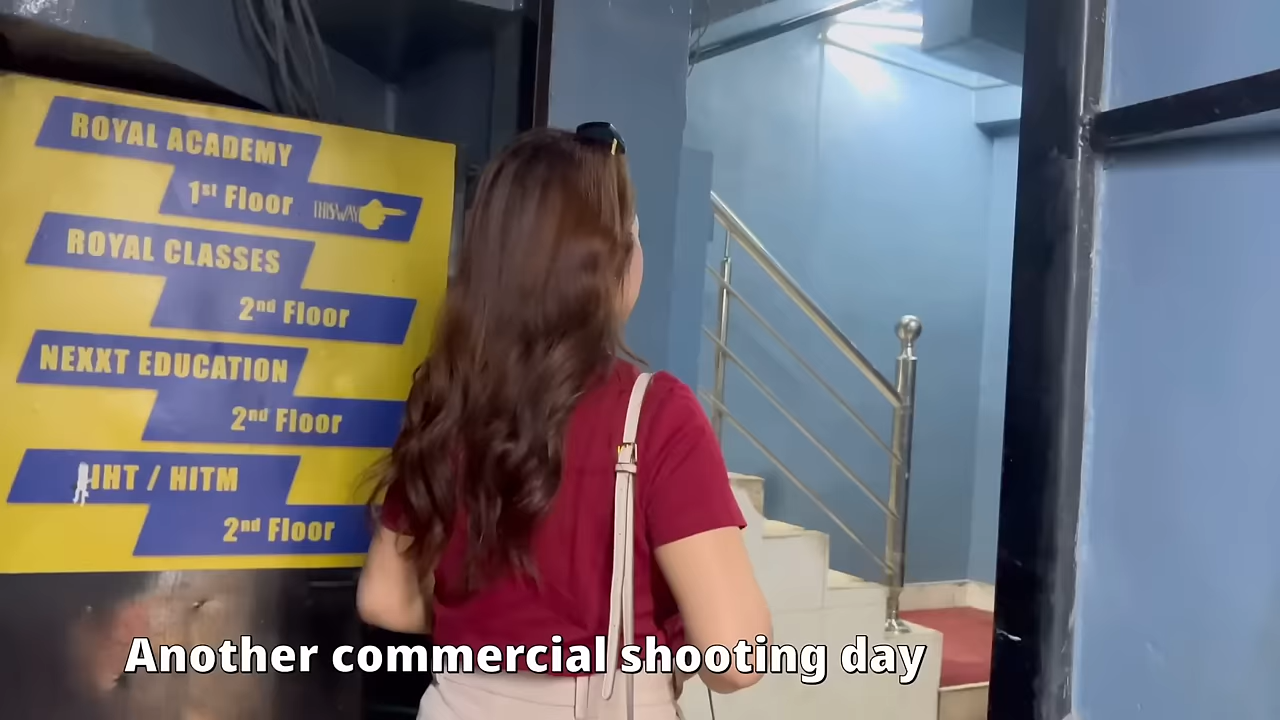 ROYAL ACADEMY
1st Floor THIS WAY
ROYAL CLASSES
2nd Floor
NEXXT EDUCATION
2nd Floor
IHT / HITM
2nd Floor
Another commercial shooting day